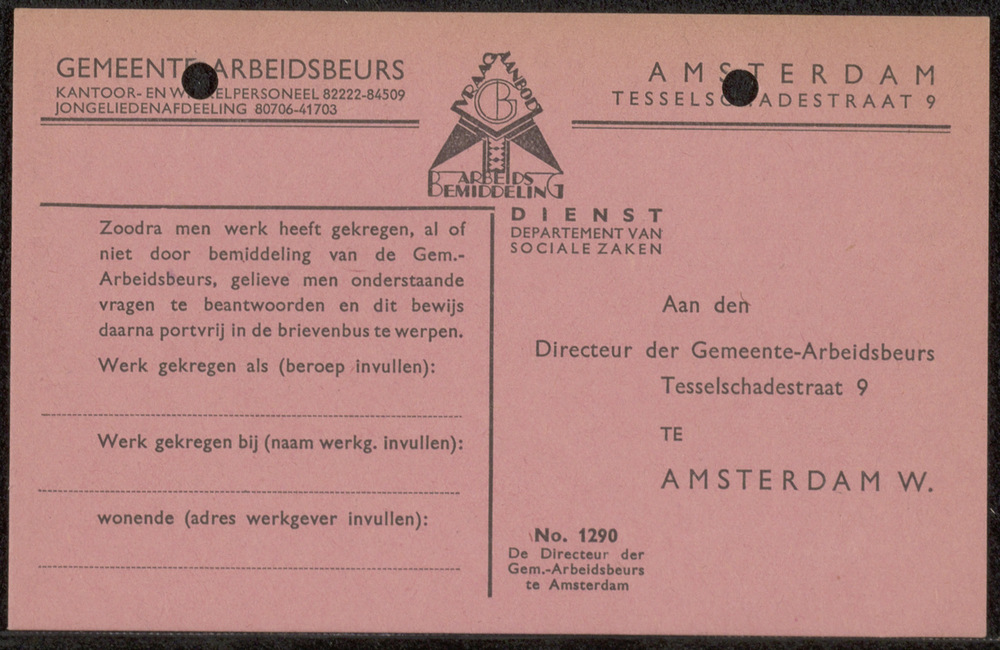 GEMEENTE-ARBEIDSBEURS
KANTOOR- EN WINKELPERSONEEL 82222-84509
JONGELIEDENAFDEELING 80706-41703
VRAAG AANBOD
GB
ARBEIDS
BEMIDDELING
AMSTERDAM
TESSELSCHADESTRAAT 9
DIENST
DEPARTEMENT VAN
SOCIALE ZAKEN
Zoodra men werk heeft gekregen, al of
niet door bemiddeling van de Gem.-
Arbeidsbeurs, gelieve men onderstaande
vragen te beantwoorden en dit bewijs
daarna portvrij in de brievenbus te werpen.
Werk gekregen als (beroep invullen):
Werk gekregen bij (naam werkg. invullen):
wonende (adres werkgever invullen):
Aan den
Directeur der Gemeente-Arbeidsbeurs
Tesselschadestraat 9
TE
AMSTERDAM W.
No. 1290
De Directeur der
Gem.-Arbeidsbeurs
te Amsterdam